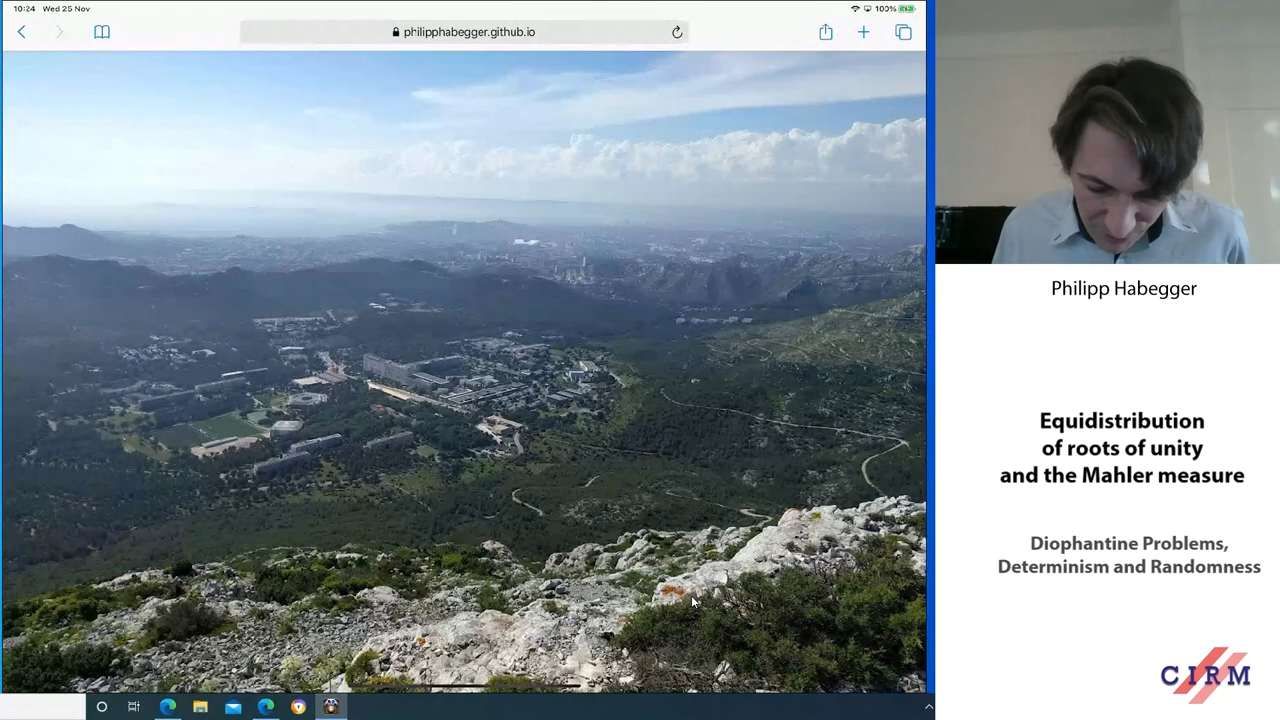 10:24 Wed 25 Nov
100%
philipphabegger.github.io
Philipp Habegger
Equidistribution
of roots of unity
and the Mahler measure
Diophantine Problems,
Determinism and Randomness
CIRM